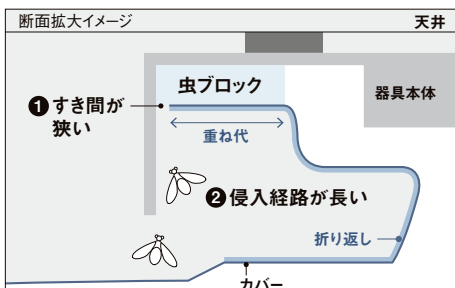 断面拡大イメージ
天井
虫ブロック
器具本体
❶すき間が
狭い
重ね代
❷侵入経路が長い
折り返し
カバー